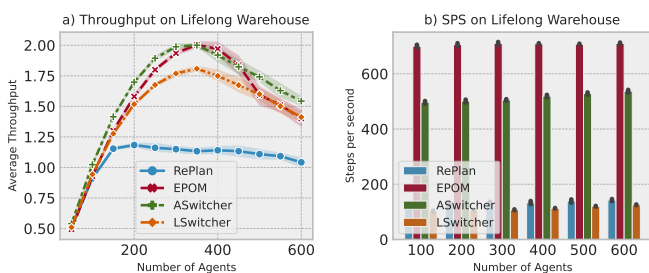 a) Throughput on Lifelong Warehouse
2.00
1.75
1.50
1.25
1.00
0.75
0.50
Average Throughput
RePlan
EPOM
ASwitcher
LSwitcher
200
400
600
Number of Agents
b) SPS on Lifelong Warehouse
600
400
200
0
Steps per second
RePlan
EPOM
ASwitcher
LSwitcher
100 200 300 400 500 600
Number of Agents